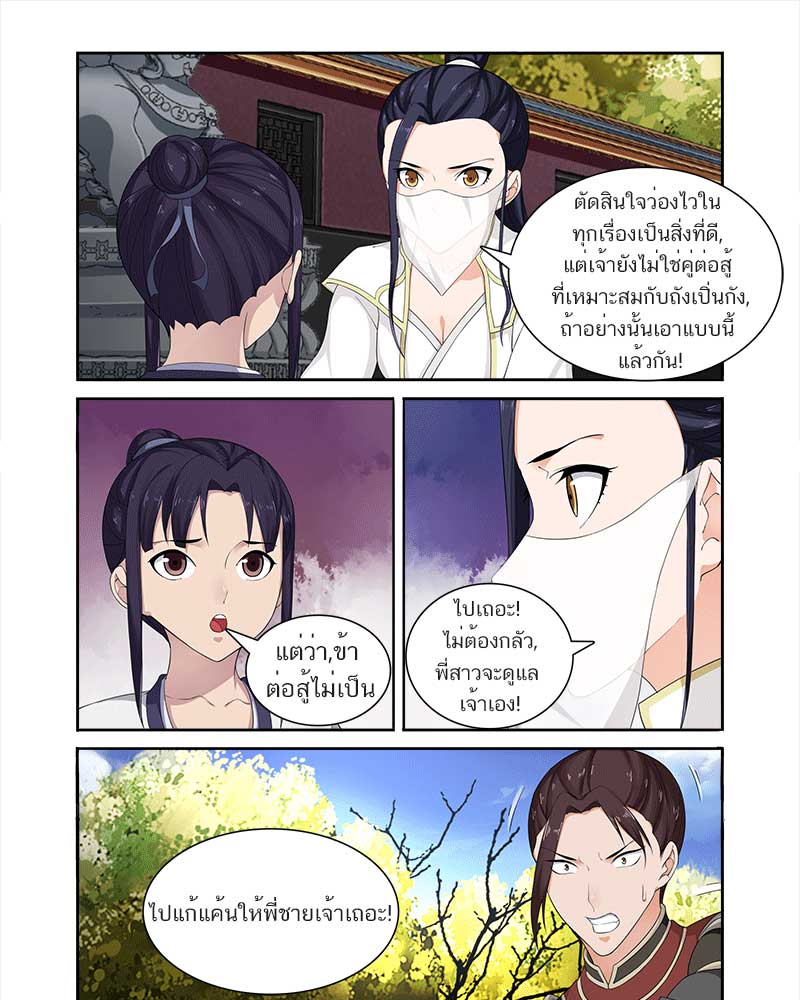 ตัดสินใจว่องไวใน
ทุกเรื่องเป็นสิ่งที่ดี,
แต่เจ้ายังไม่ใช่คู่ต่อสู้
ที่เหมาะสมกับถังเปิ่นกัง,
ถ้าอย่างนั้นเอาแบบนี้
แล้วกัน!
แต่ว่า,ข้า
ต่อสู้ไม่เป็น
ไปเถอะ!
ไม่ต้องกลัว,
พี่สาวจะดูแล
เจ้าเอง!
ไปแก้แค้นให้พี่ชายเจ้าเถอะ!